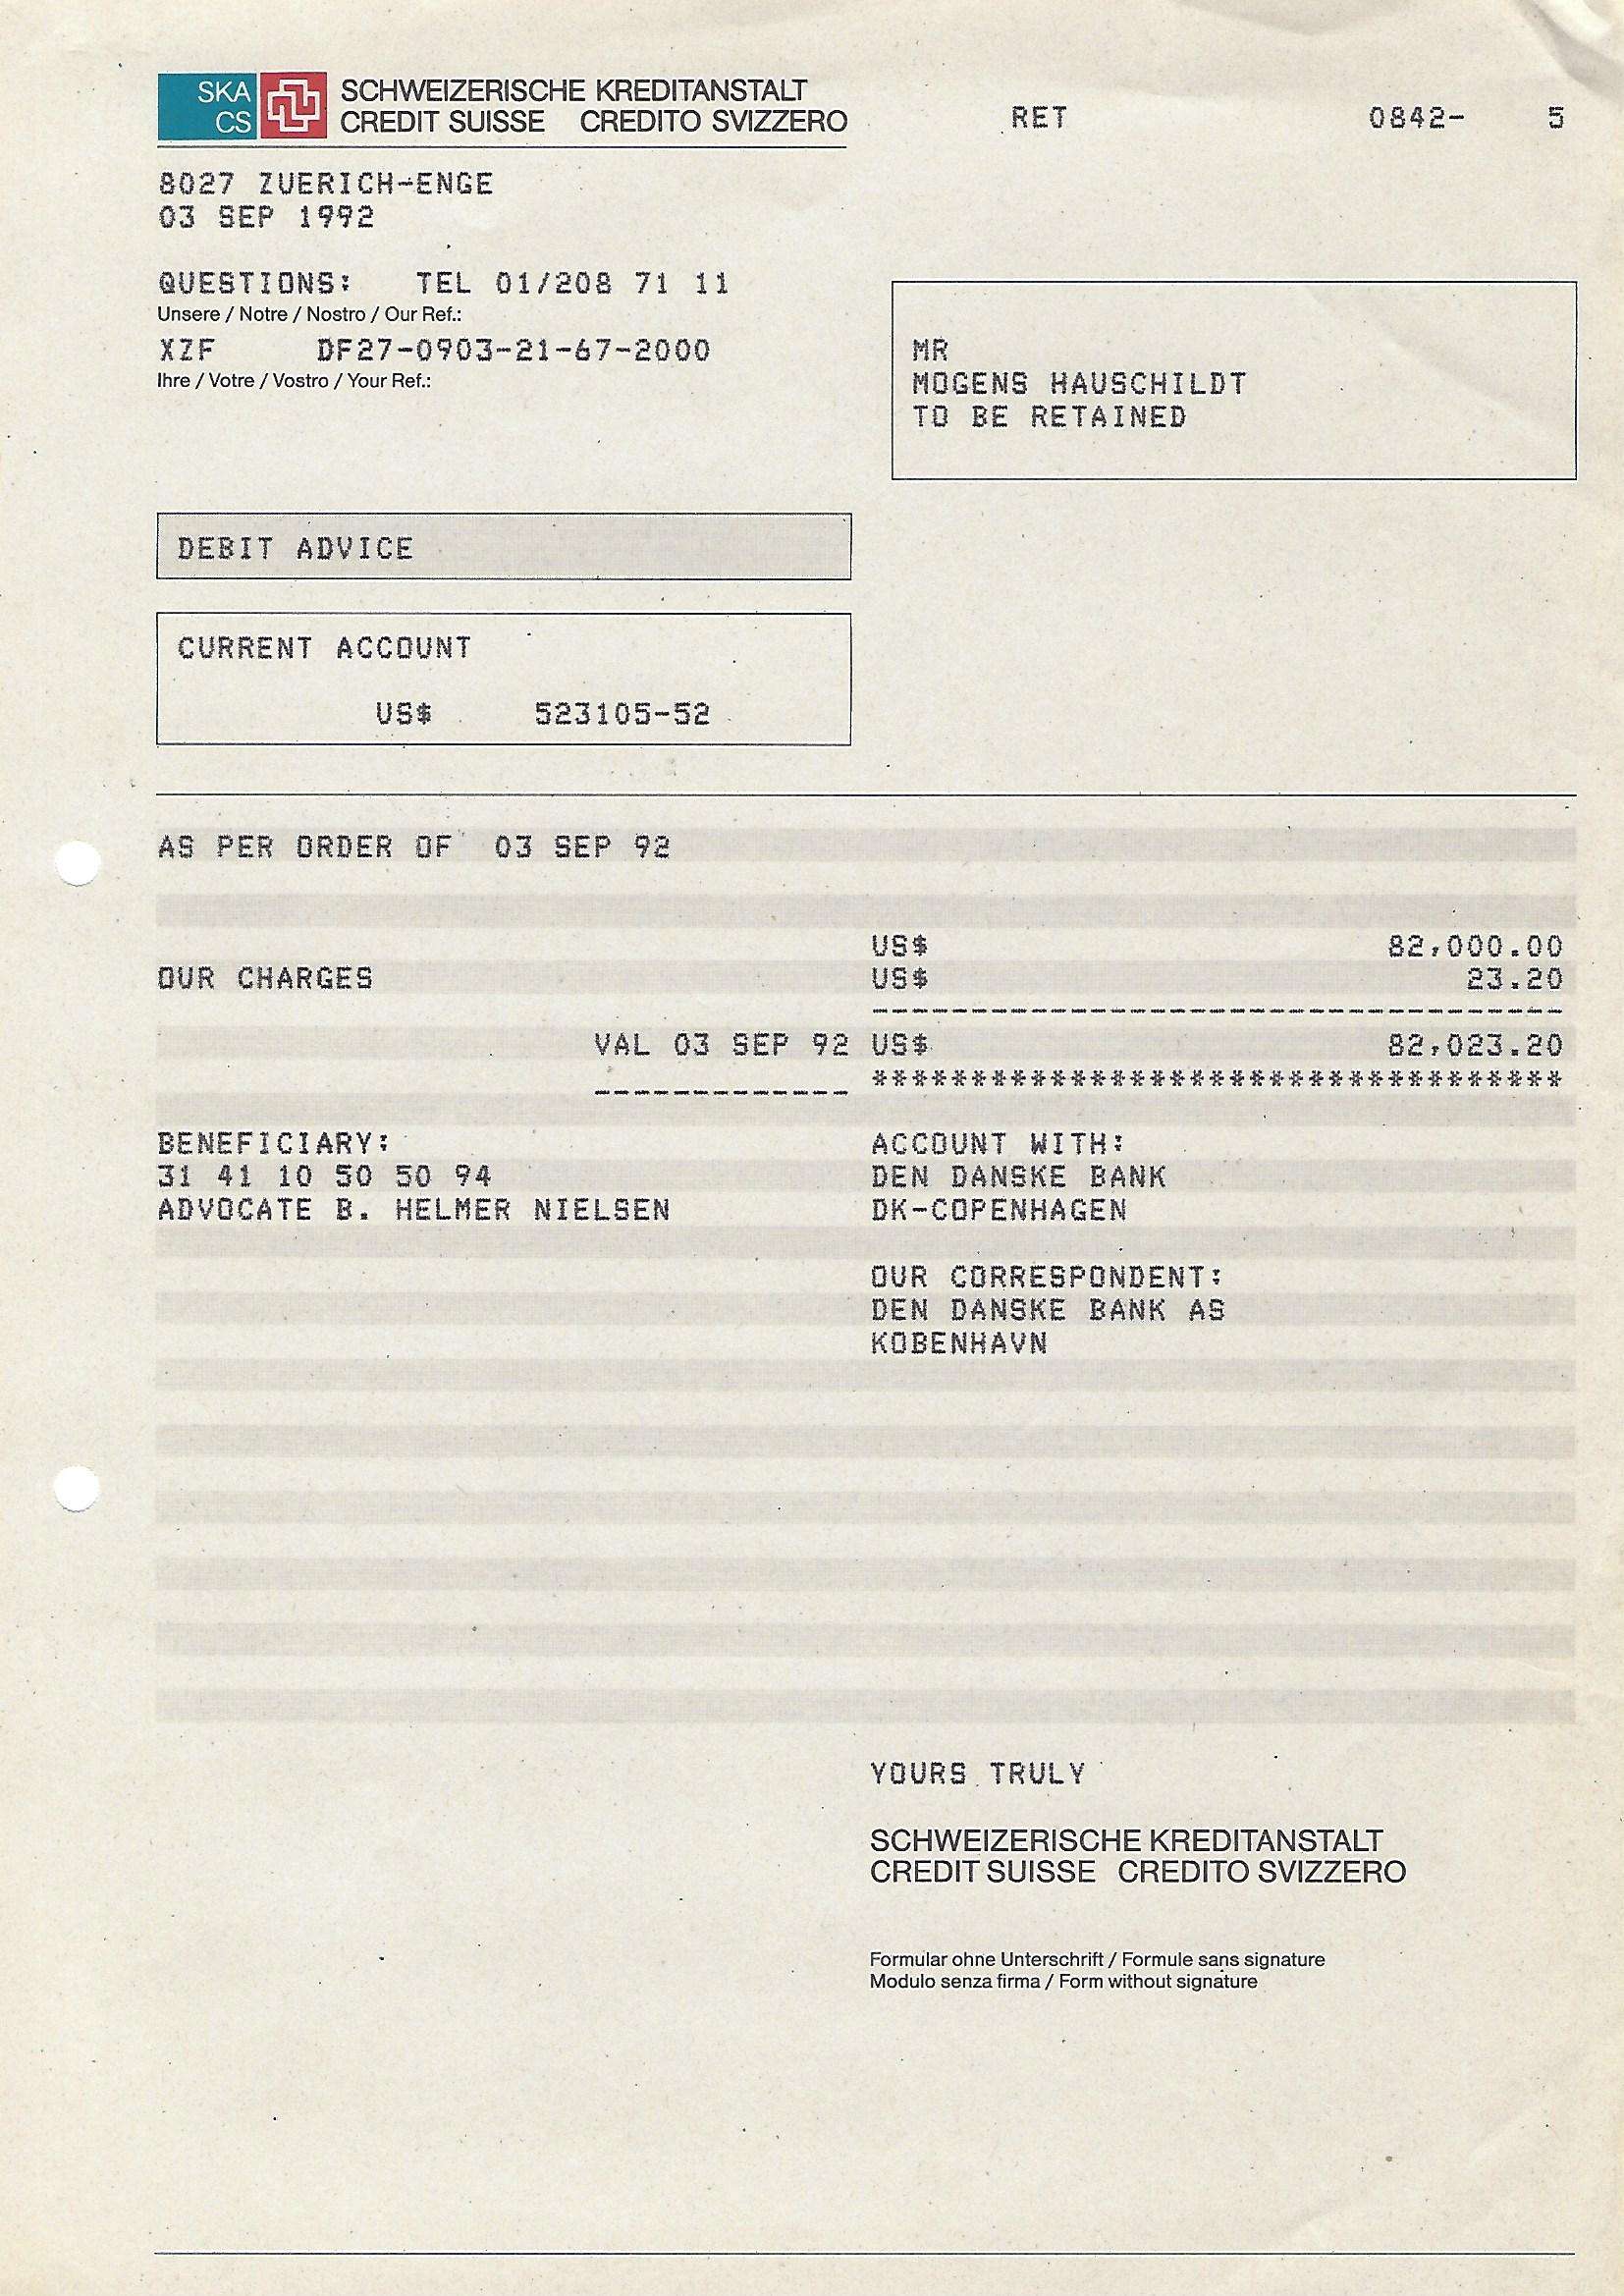 SKA
CS
SCHWEIZERISCHE KREDITANSTALT
CREDIT SUISSE CREDITO SVIZZERO
RET 0842- 5
8027 ZUERICH-ENGE
03 SEP 1992
QUESTIONS: TEL 01/208 71 11
Unsere / Notre / Nostro / Our Ref.:
XZF DF27-0903-21-67-2000
Ihre / Votre / Vostro / Your Ref.:
MR
MOGENS HAUSCHILDT
TO BE RETAINED
DEBIT ADVICE
CURRENT ACCOUNT
US$ 523105-52
AS PER ORDER OF 03 SEP 92
US$ 82,000.00
OUR CHARGES US$ 23.20
-----------------------------------
VAL 03 SEP 92 US$ 82,023.20
------------- ***********************************
BENEFICIARY:
31 41 10 50 50 94
ADVOCATE B. HELMER NIELSEN
ACCOUNT WITH:
DEN DANSKE BANK
DK-COPENHAGEN
OUR CORRESPONDENT:
DEN DANSKE BANK AS
KOBENHAVN
YOURS TRULY
SCHWEIZERISCHE KREDITANSTALT
CREDIT SUISSE CREDITO SVIZZERO
Formular ohne Unterschrift / Formule sans signature
Modulo senza firma / Form without signature